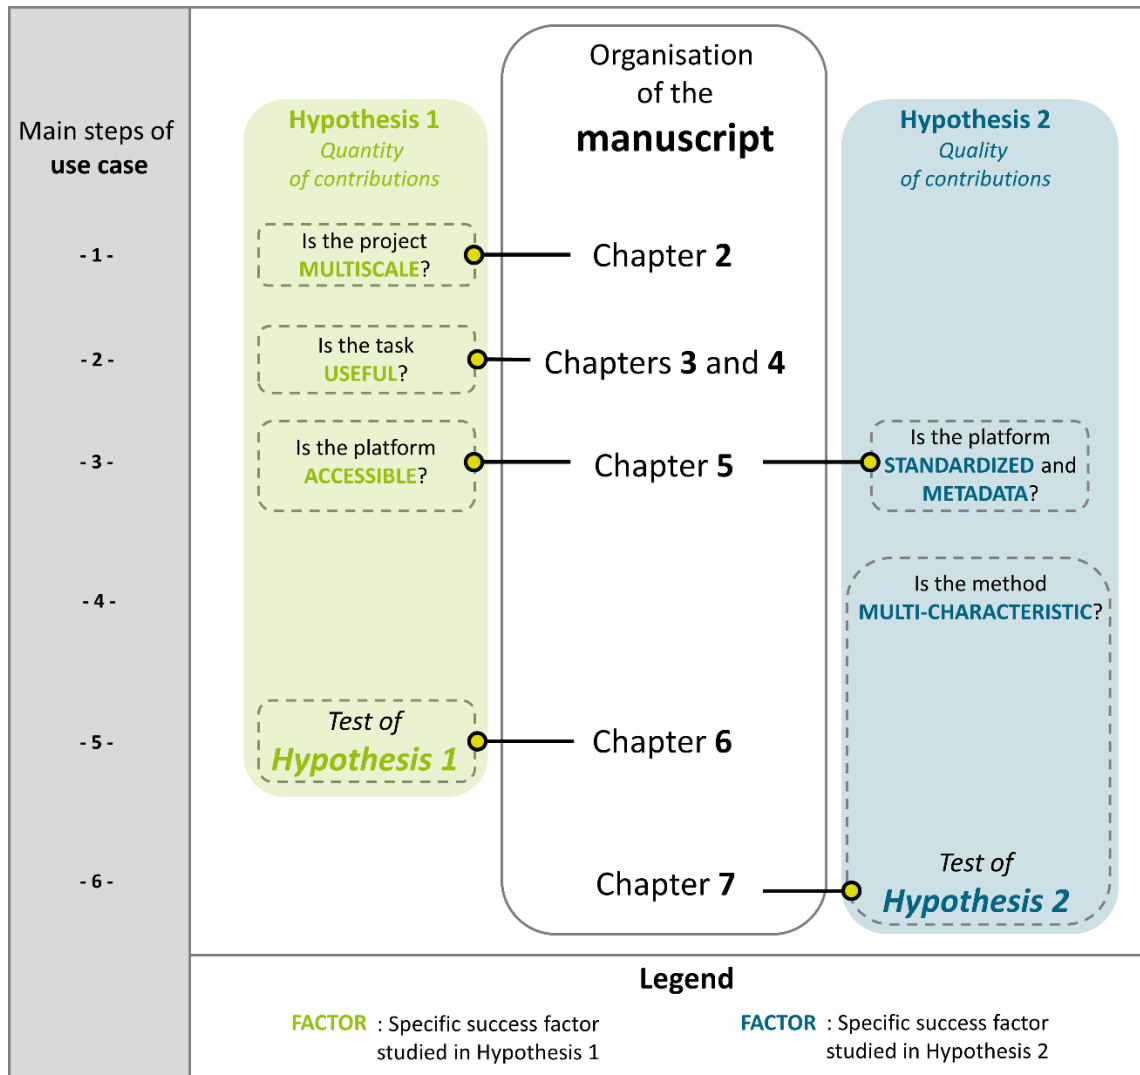 Main steps of
use case
- 1 -
- 2 -
- 3 -
- 4 -
- 5 -
- 6 -
Hypothesis 1
Quantity
of contributions
Is the project
MULTISCALE?
Is the task
USEFUL?
Is the platform
ACCESSIBLE?
Test of
Hypothesis 1
Organisation
of the
manuscript
Chapter 2
Chapters 3 and 4
Chapter 5
Chapter 6
Chapter 7
Hypothesis 2
Quality
of contributions
Is the platform
STANDARDIZED and
METADATA?
Is the method
MULTI-CHARACTERISTIC?
Test of
Hypothesis 2
Legend
FACTOR : Specific success factor
studied in Hypothesis 1
FACTOR : Specific success factor
studied in Hypothesis 2